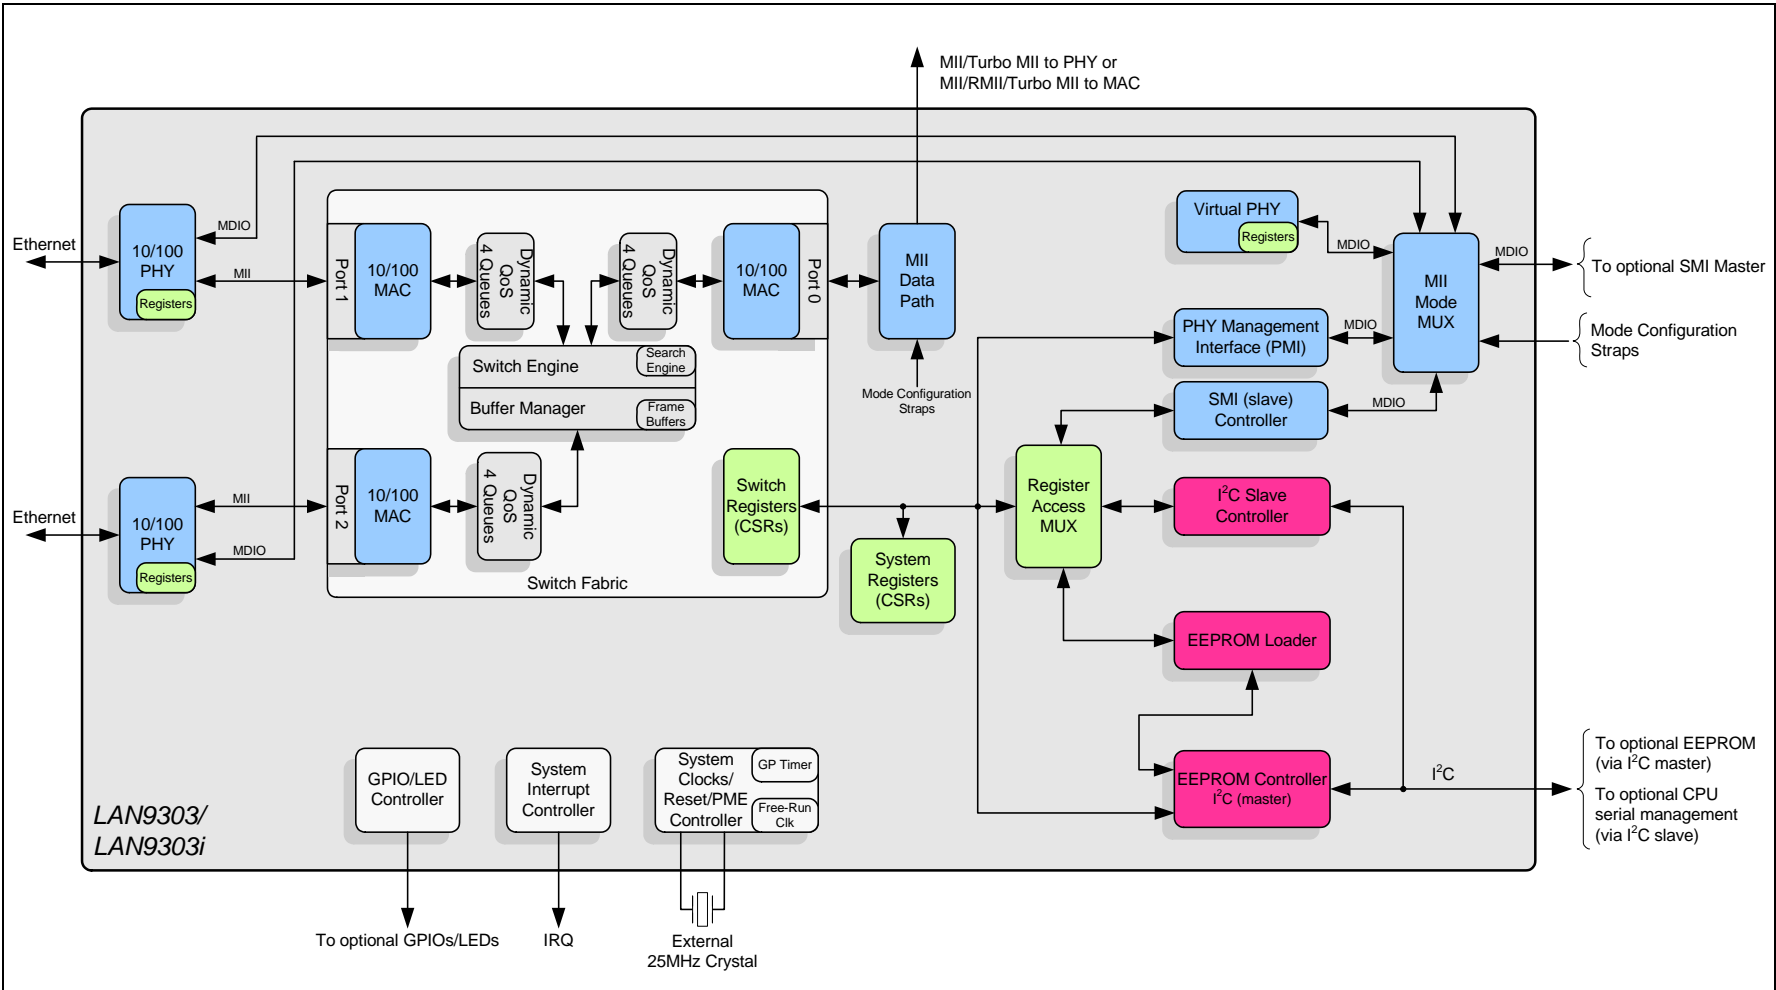 MII/Turbo MII to PHY or
MII/RMII/Turbo MII to MAC
Ethernet
10/100
PHY
Registers
MDIO
MII
Port 1
10/100
MAC
Dynamic
QoS
4 Queues
Dynamic
QoS
4 Queues
10/100
MAC
Port 0
MII
Data
Path
Mode Configuration
Straps
Switch Engine
Search
Engine
Buffer Manager
Frame
Buffers
Virtual PHY
Registers
MDIO
MII
Mode
MUX
MDIO
To optional SMI Master
Mode Configuration
Straps
PHY Management
Interface (PMI)
MDIO
SMI (slave)
Controller
MDIO
Ethernet
10/100
PHY
Registers
MII
MDIO
Port 2
10/100
MAC
Dynamic
QoS
4 Queues
Switch
Registers
(CSRs)
Switch Fabric
System
Registers
(CSRs)
Register
Access
MUX
I²C Slave
Controller
EEPROM Loader
EEPROM Controller
I²C (master)
I²C
To optional EEPROM
(via I²C master)
To optional CPU
serial management
(via I²C slave)
LAN9303/
LAN9303i
GPIO/LED
Controller
System
Interrupt
Controller
System
Clocks/
Reset/PME
Controller
GP Timer
Free-Run
Clk
To optional GPIOs/LEDs
IRQ
External
25MHz Crystal